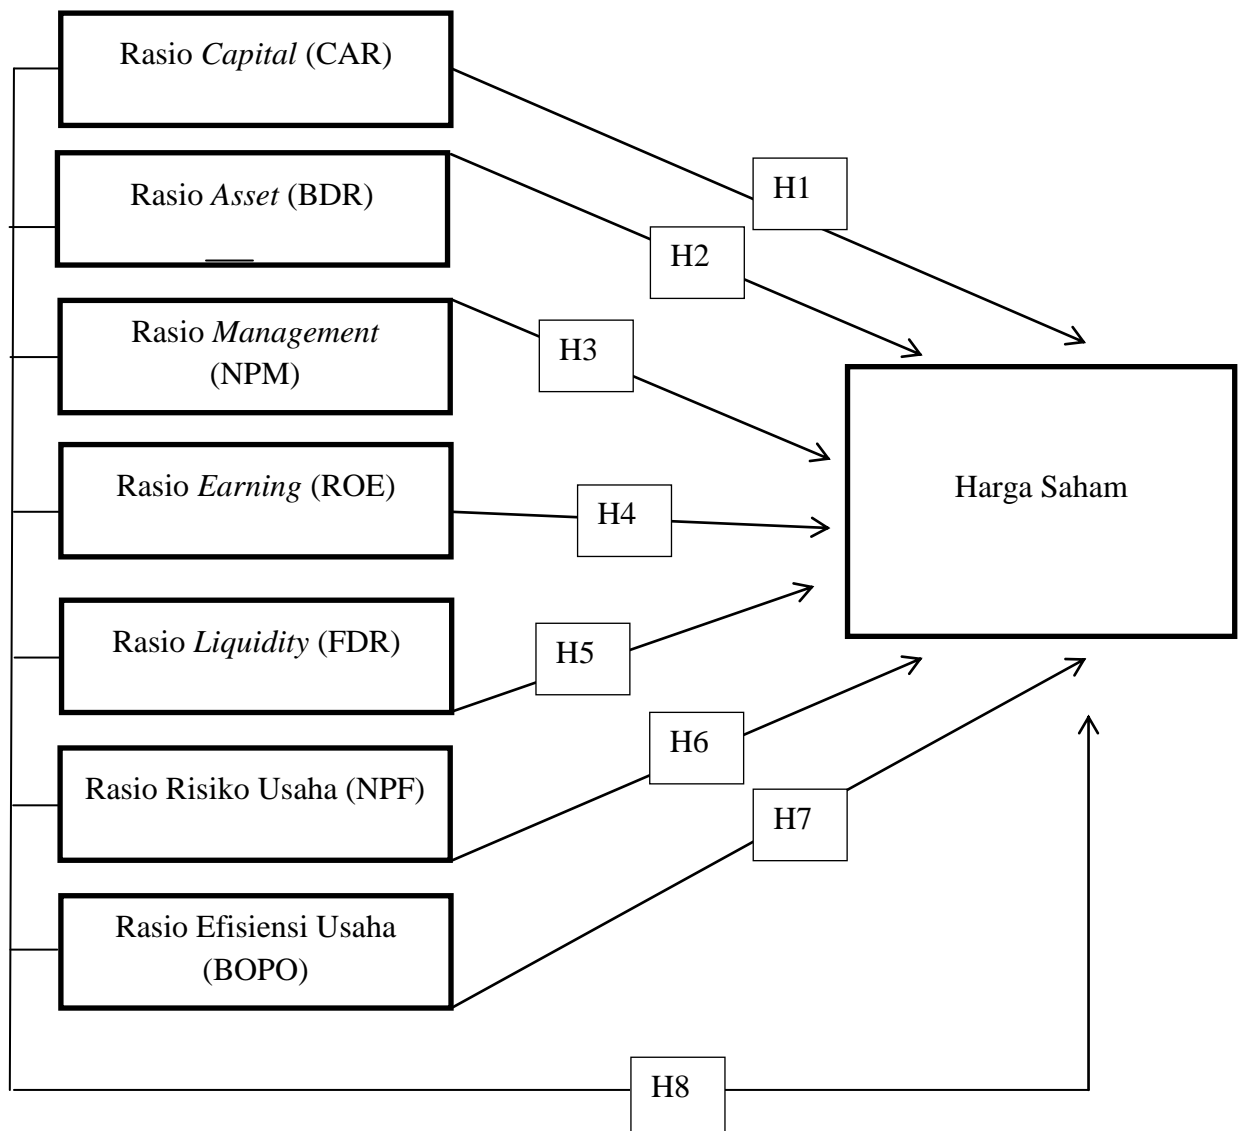 Rasio Capital (CAR)
H1
Rasio Asset (BDR)
H2
Rasio Management
(NPM)
H3
Rasio Earning (ROE)
H4
Harga Saham
Rasio Liquidity (FDR)
H5
Rasio Risiko Usaha (NPF)
H6
H7
Rasio Efisiensi Usaha
(BOPO)
H8